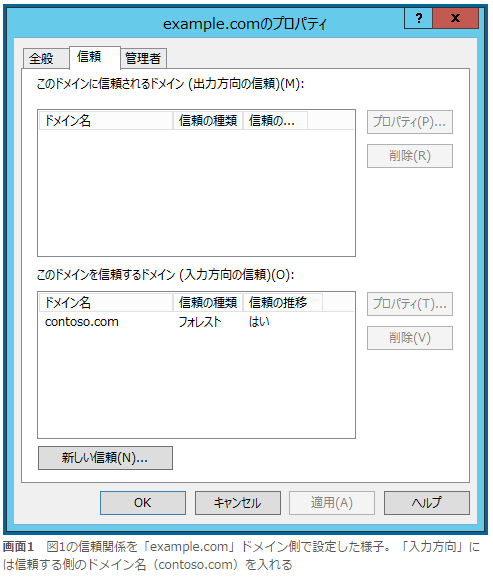 example.comのプロパティ
?
x
全般
信頼
管理者
このドメインに信頼されるドメイン (出力方向の信頼)(M):
ドメイン名 信頼の種類 信頼の...
プロパティ(P)...
削除(R)
このドメインを信頼するドメイン (入力方向の信頼)(O):
ドメイン名 信頼の種類 信頼の推移
contoso.com フォレスト はい
プロパティ(T)...
削除(V)
新しい信頼(N)...
OK
キャンセル
適用(A)
ヘルプ
画面1 図1の信頼関係を「example.com」ドメイン側で設定した様子。「入力方向」に
は信頼する側のドメイン名（contoso.com）を入れる